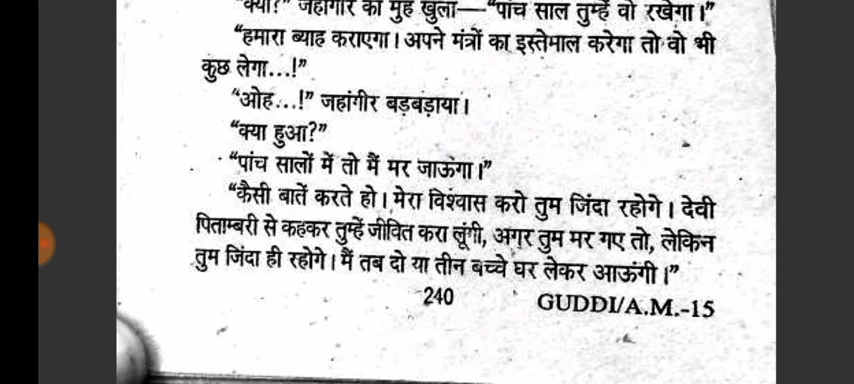 "क्या?" जहांगीर का मुंह खुला—"पांच साल तुम्हें वो रखेगा।"
"हमारा ब्याह कराएगा। अपने मंत्रों का इस्तेमाल करेगा तो वो भी
कुछ लेगा...!"
"ओह...!" जहांगीर बड़बड़ाया।
"क्या हुआ?"
"पांच सालों में तो मैं मर जाऊंगा।"
"कैसी बातें करते हो। मेरा विश्वास करो तुम जिंदा रहोगे। देवी
पिताम्बरी से कहकर तुम्हें जीवित करा लूंगी, अगर तुम मर गए तो, लेकिन
तुम जिंदा ही रहोगे। मैं तब दो या तीन बच्चे घर लेकर आऊंगी।"
240 GUDDI/A.M.-15